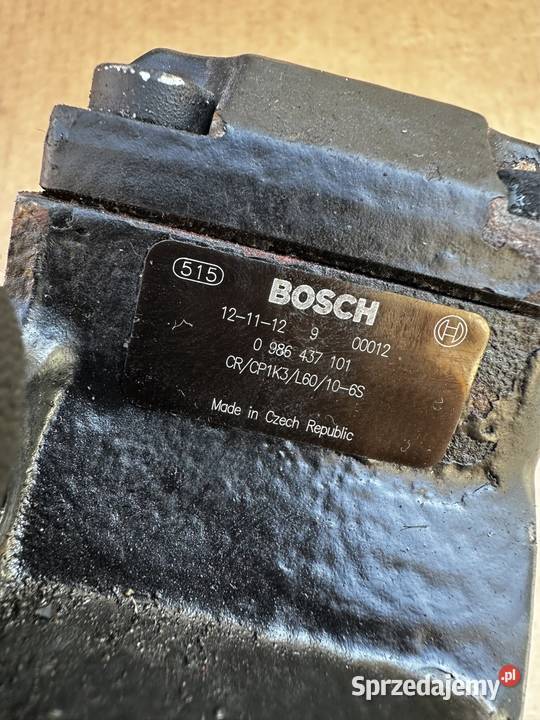 515
BOSCH
12-11-12 9 00012
0 986 437 101
CR/CP1K3/L60/10-6S
Made in Czech Republic
Sprzedajemy.pl